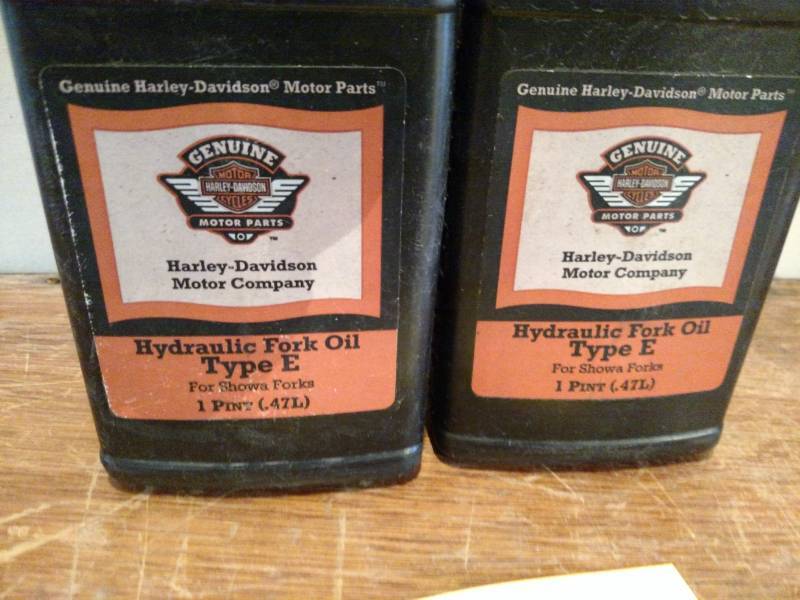 Genuine Harley-Davidson® Motor Parts™
GENUINE
MOTOR
HARLEY-DAVIDSON
CYCLES
MOTOR PARTS
™
Harley-Davidson
Motor Company
Hydraulic Fork Oil
Type E
For Showa Forks
1 PINT (.47L)
Genuine Harley-Davidson® Motor Parts™
GENUINE
MOTOR
HARLEY-DAVIDSON
CYCLES
MOTOR PARTS
™
Harley-Davidson
Motor Company
Hydraulic Fork Oil
Type E
For Showa Forks
1 PINT (.47L)